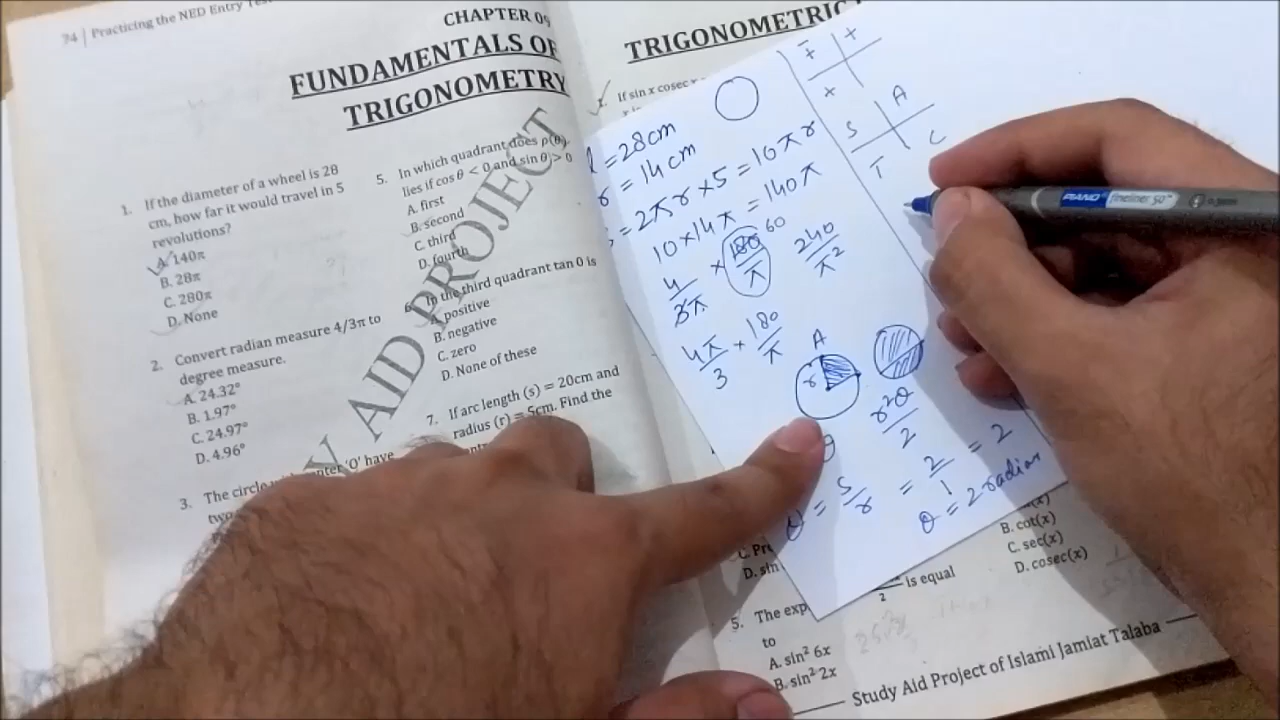 74 | Practicing the NED Entry
CHAPTER 09
FUNDAMENTALS OF
TRIGONOMETRY
1. If the diameter of a wheel is 28
cm, how far it would travel in 5
revolutions?
A. 140π
B. 28π
C. 280π
D. None
2. Convert radian measure 4/3π to
degree measure.
A. 24.32°
B. 1.97°
C. 24.97°
D. 4.96°
3. The circle
'O' have
two
5. In which quadrant does ρ(θ)
lies if cos θ < 0 and sin θ > 0
A. first
B. second
C. third
D. fourth
In the third quadrant tan θ is
A. positive
B. negative
C. zero
D. None of these
7. If arc length (s) = 20cm and
radius (r) = 5cm. Find the
AID PROJECT
TRIGONOMETRIC
If sin x cosec
= 28cm
r = 14cm
= 2πr × 5 = 10πr
10 × 14π = 140π
4/3π × 180/π 60 240/π²
4π/3 × 180/π
A
r
r²θ/2
θ = s/r = 2/1 = 2
θ = 2 radian
+ +
+
S A
T C
PIANO fineliner 50
D. sin
B. cot(x)
C. sec(x)
D. cosec(x)
2 is equal
5. The exp
to
A. sin² 6x
B. sin² 2x
Study Aid Project of Islami Jamiat Talaba